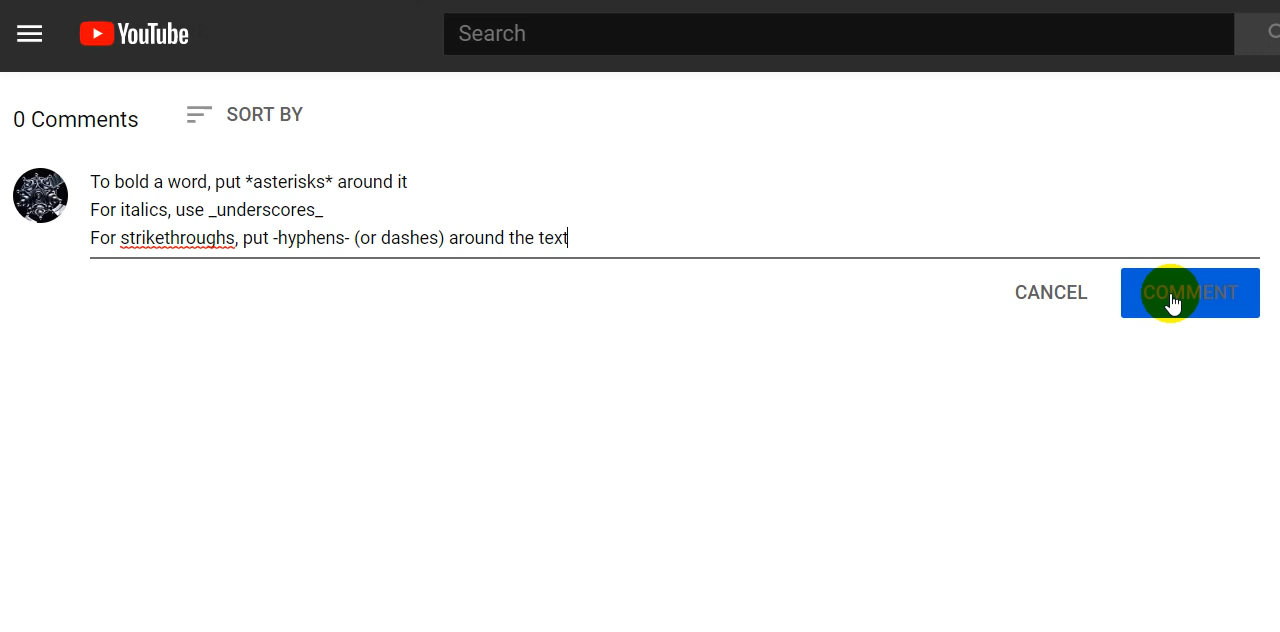 YouTube
Search
0 Comments
SORT BY
To bold a word, put *asterisks* around it
For italics, use _underscores_
For strikethroughs, put -hyphens- (or dashes) around the text
CANCEL
COMMENT